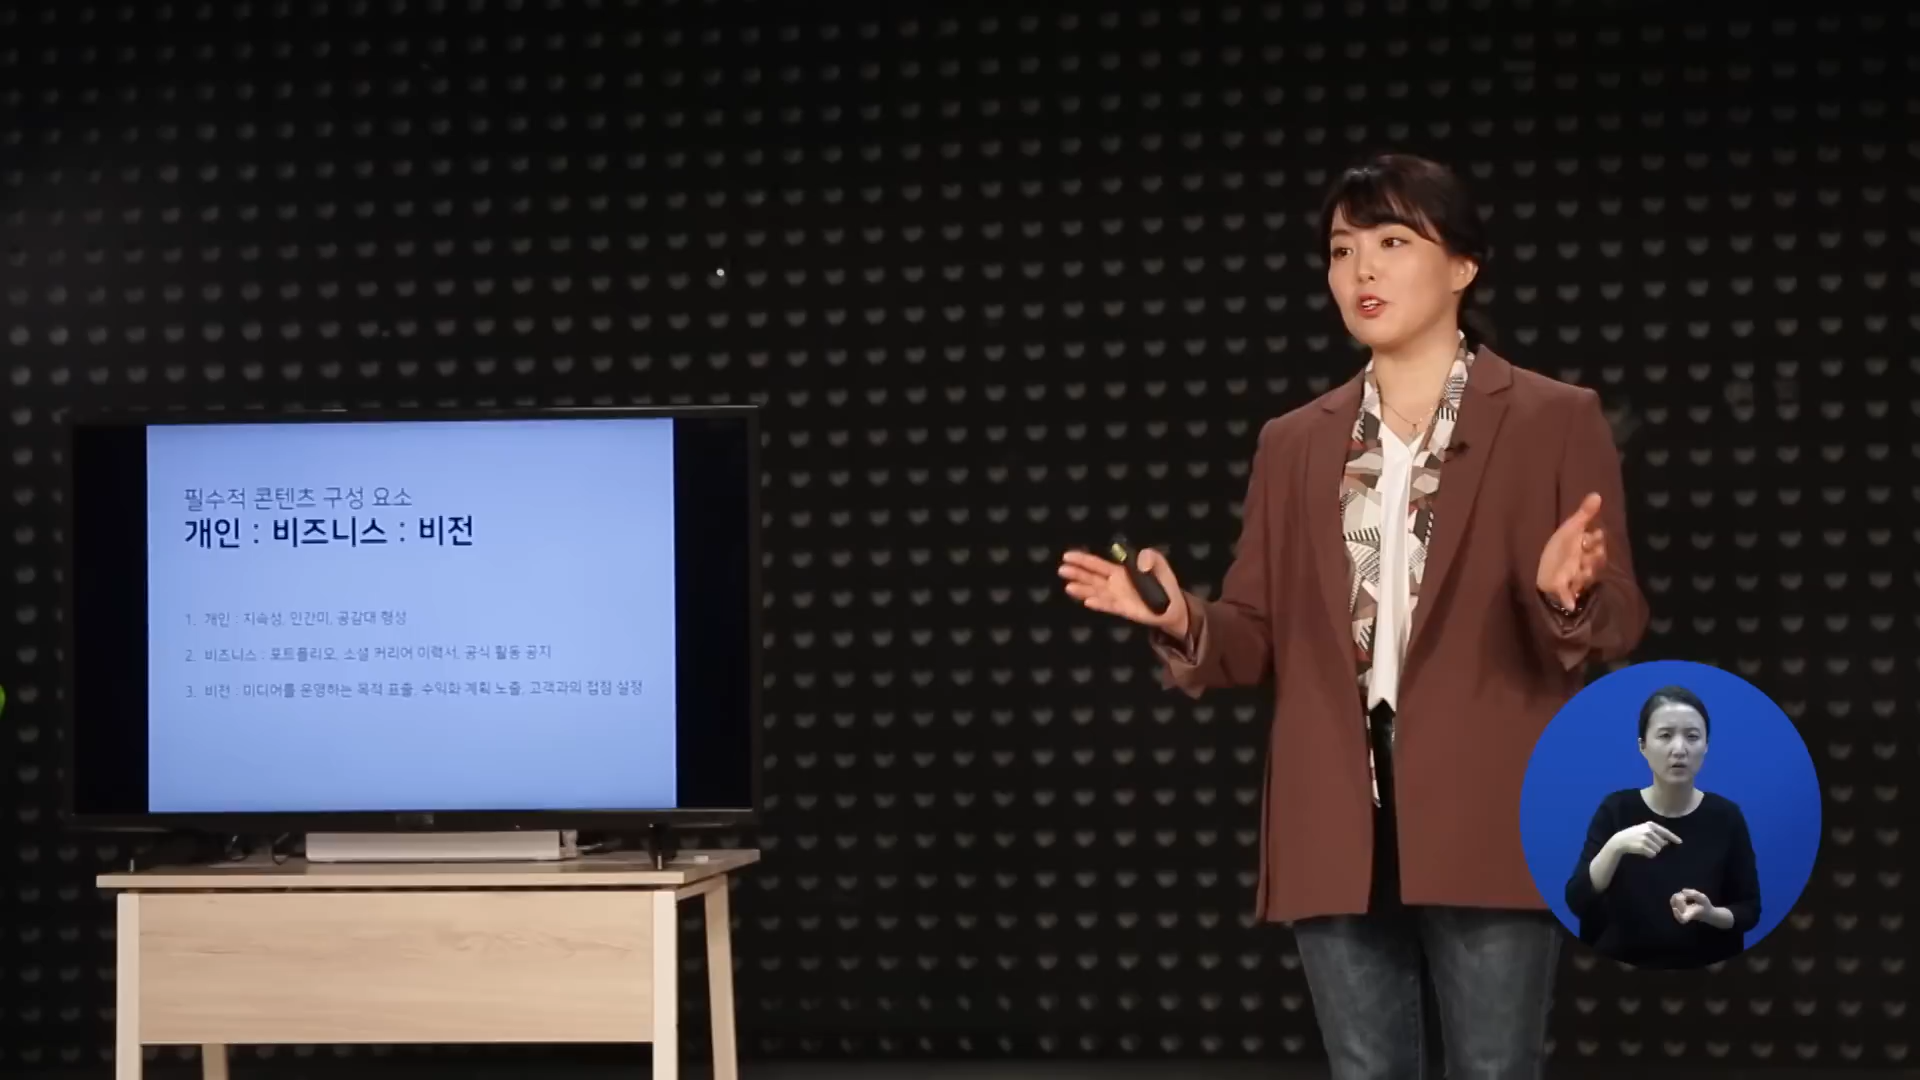 필수적 콘텐츠 구성 요소
개인 : 비즈니스 : 비전
1. 개인 : 지속성, 인간미, 공감대 형성
2. 비즈니스 : 포트폴리오, 소셜 커리어 이력서, 공식 활동 공지
3. 비전 : 미디어를 운영하는 목적 표출, 수익화 계획 노출, 고객과의 접점 설정